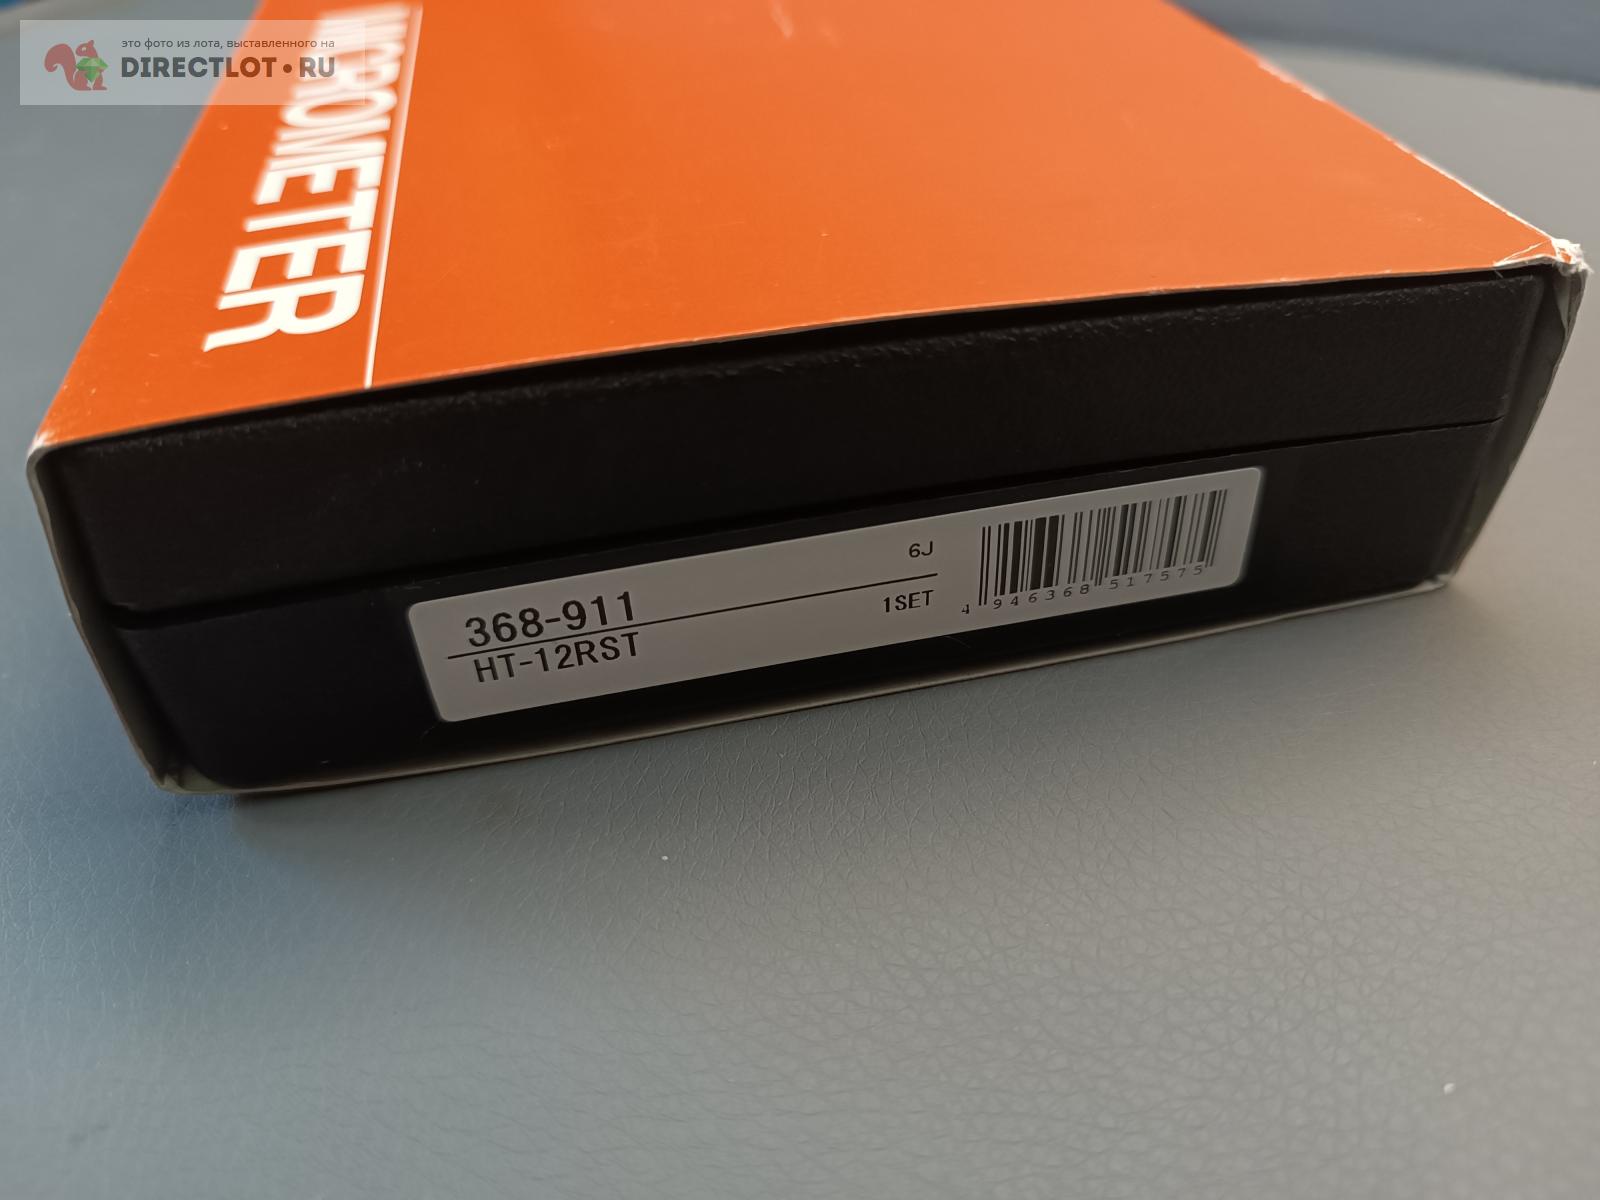 это фото из лота, выставленного на
DIRECTLOT•RU
MICROMETER
6J
368-911
1SET
HT-12RST
4 946368 517575